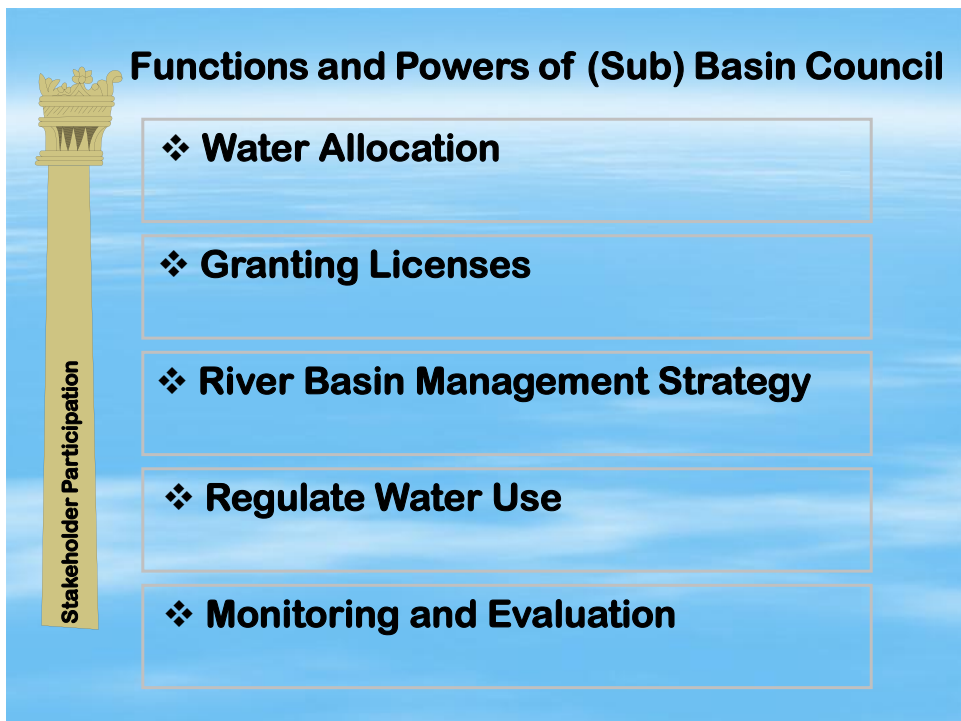 Functions and Powers of (Sub) Basin Council
❖ Water Allocation
❖ Granting Licenses
❖ River Basin Management Strategy
❖ Regulate Water Use
❖ Monitoring and Evaluation
Stakeholder Participation